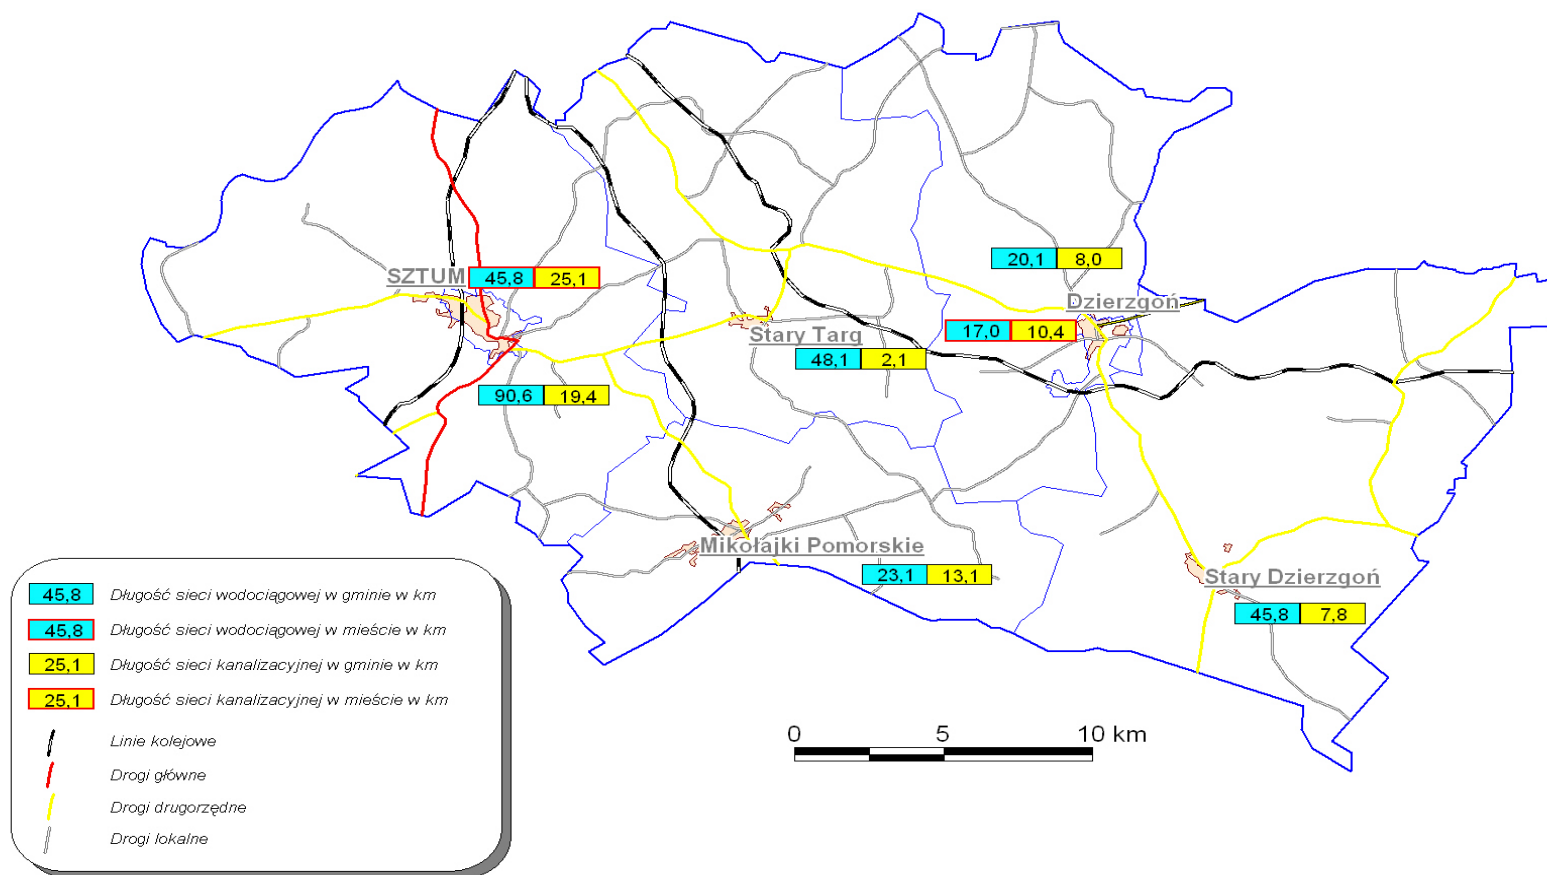 20,1 8,0
SZTUM 45,8 25,1
Dzierzgoń
17,0 10,4
Stary Targ
48,1 2,1
90,6 19,4
Mikołajki Pomorskie
23,1 13,1
Stary Dzierzgoń
45,8 7,8
45,8 Długość sieci wodociągowej w gminie w km
45,8 Długość sieci wodociągowej w mieście w km
25,1 Długość sieci kanalizacyjnej w gminie w km
25,1 Długość sieci kanalizacyjnej w mieście w km
Linie kolejowe
Drogi główne
Drogi drugorzędne
Drogi lokalne
0 5 10 km